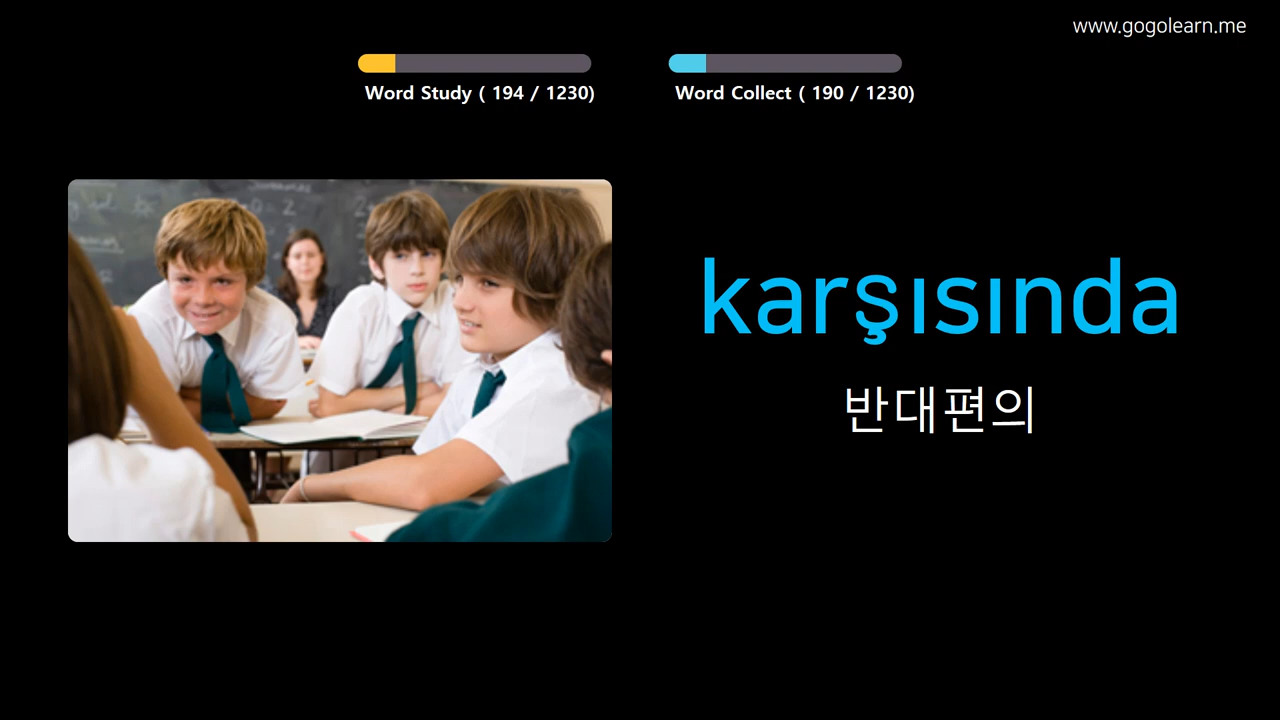 www.gogolearn.me
Word Study ( 194 / 1230)
Word Collect ( 190 / 1230)
karşısında
반대편의